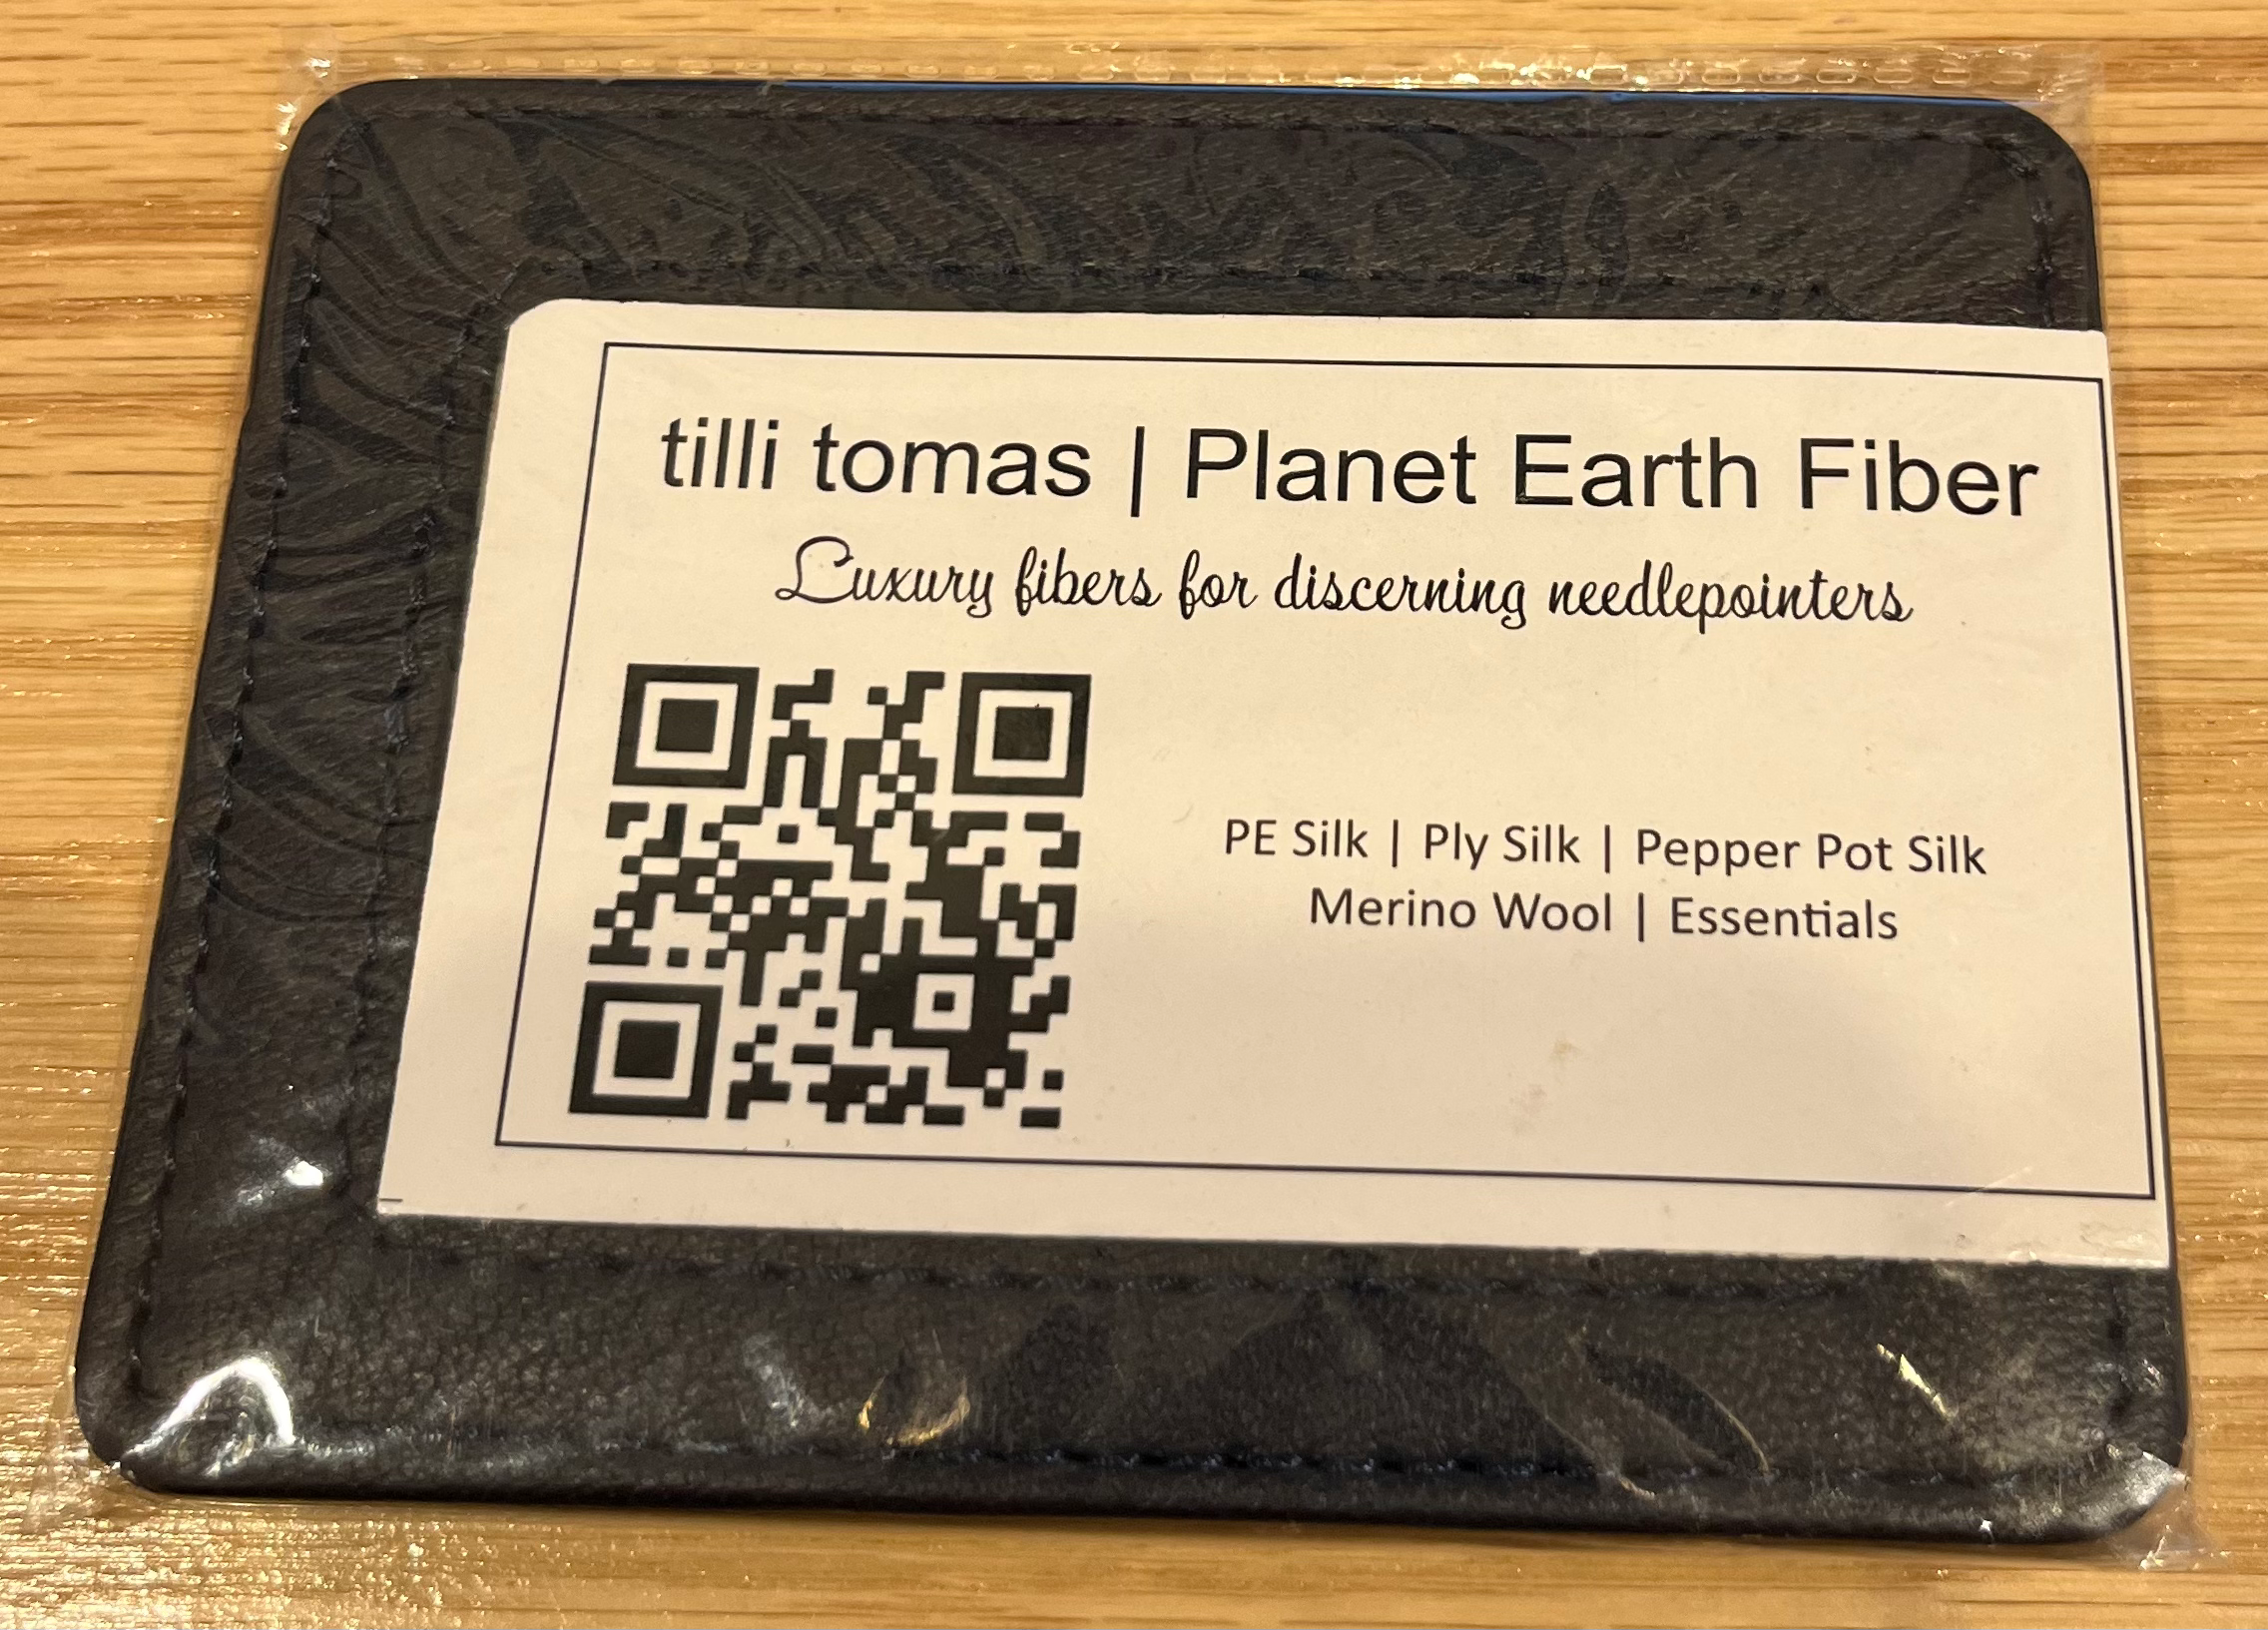 tilli tomas | Planet Earth Fiber
Luxury fibers for discerning needlepointers
PE Silk | Ply Silk | Pepper Pot Silk
Merino Wool | Essentials